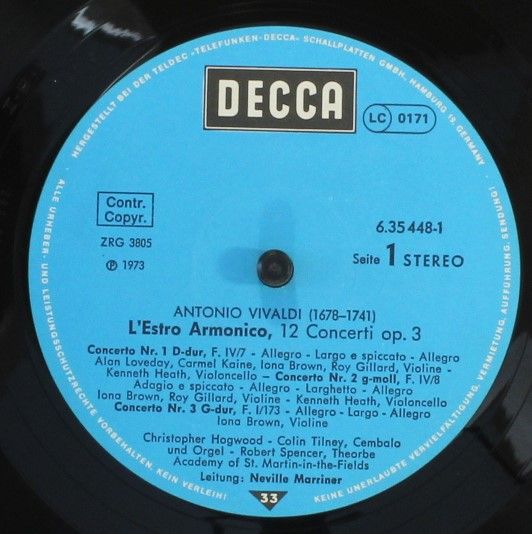 HERGESTELLT BEI DER TELDEC »TELEFUNKEN-DECCA« SCHALLPLATTEN GMBH, HAMBURG 19, GERMANY
DECCA
LC 0171
Contr.
Copyr.
ZRG 3805
℗ 1973
6.35 448-1
Seite 1 STEREO
ANTONIO VIVALDI (1678–1741)
L'Estro Armonico, 12 Concerti op. 3
Concerto Nr. 1 D-dur, F. IV/7 - Allegro - Largo e spiccato - Allegro
Alan Loveday, Carmel Kaine, Iona Brown, Roy Gillard, Violine -
Kenneth Heath, Violoncello – Concerto Nr. 2 g-moll, F. IV/8
Adagio e spiccato - Allegro - Larghetto - Allegro
Iona Brown, Roy Gillard, Violine - Kenneth Heath, Violoncello
Concerto Nr. 3 G-dur, F. I/173 - Allegro - Largo - Allegro
Iona Brown, Violine
Christopher Hogwood - Colin Tilney, Cembalo
und Orgel - Robert Spencer, Theorbe
Academy of St. Martin-in-the-Fields
Leitung: Neville Marriner
33
ALLE URHEBER- UND LEISTUNGSSCHUTZRECHTE VORBEHALTEN. KEIN VERLEIH!
KEINE UNERLAUBTE VERVIELFÄLTIGUNG, VERMIETUNG, AUFFÜHRUNG, SENDUNG!